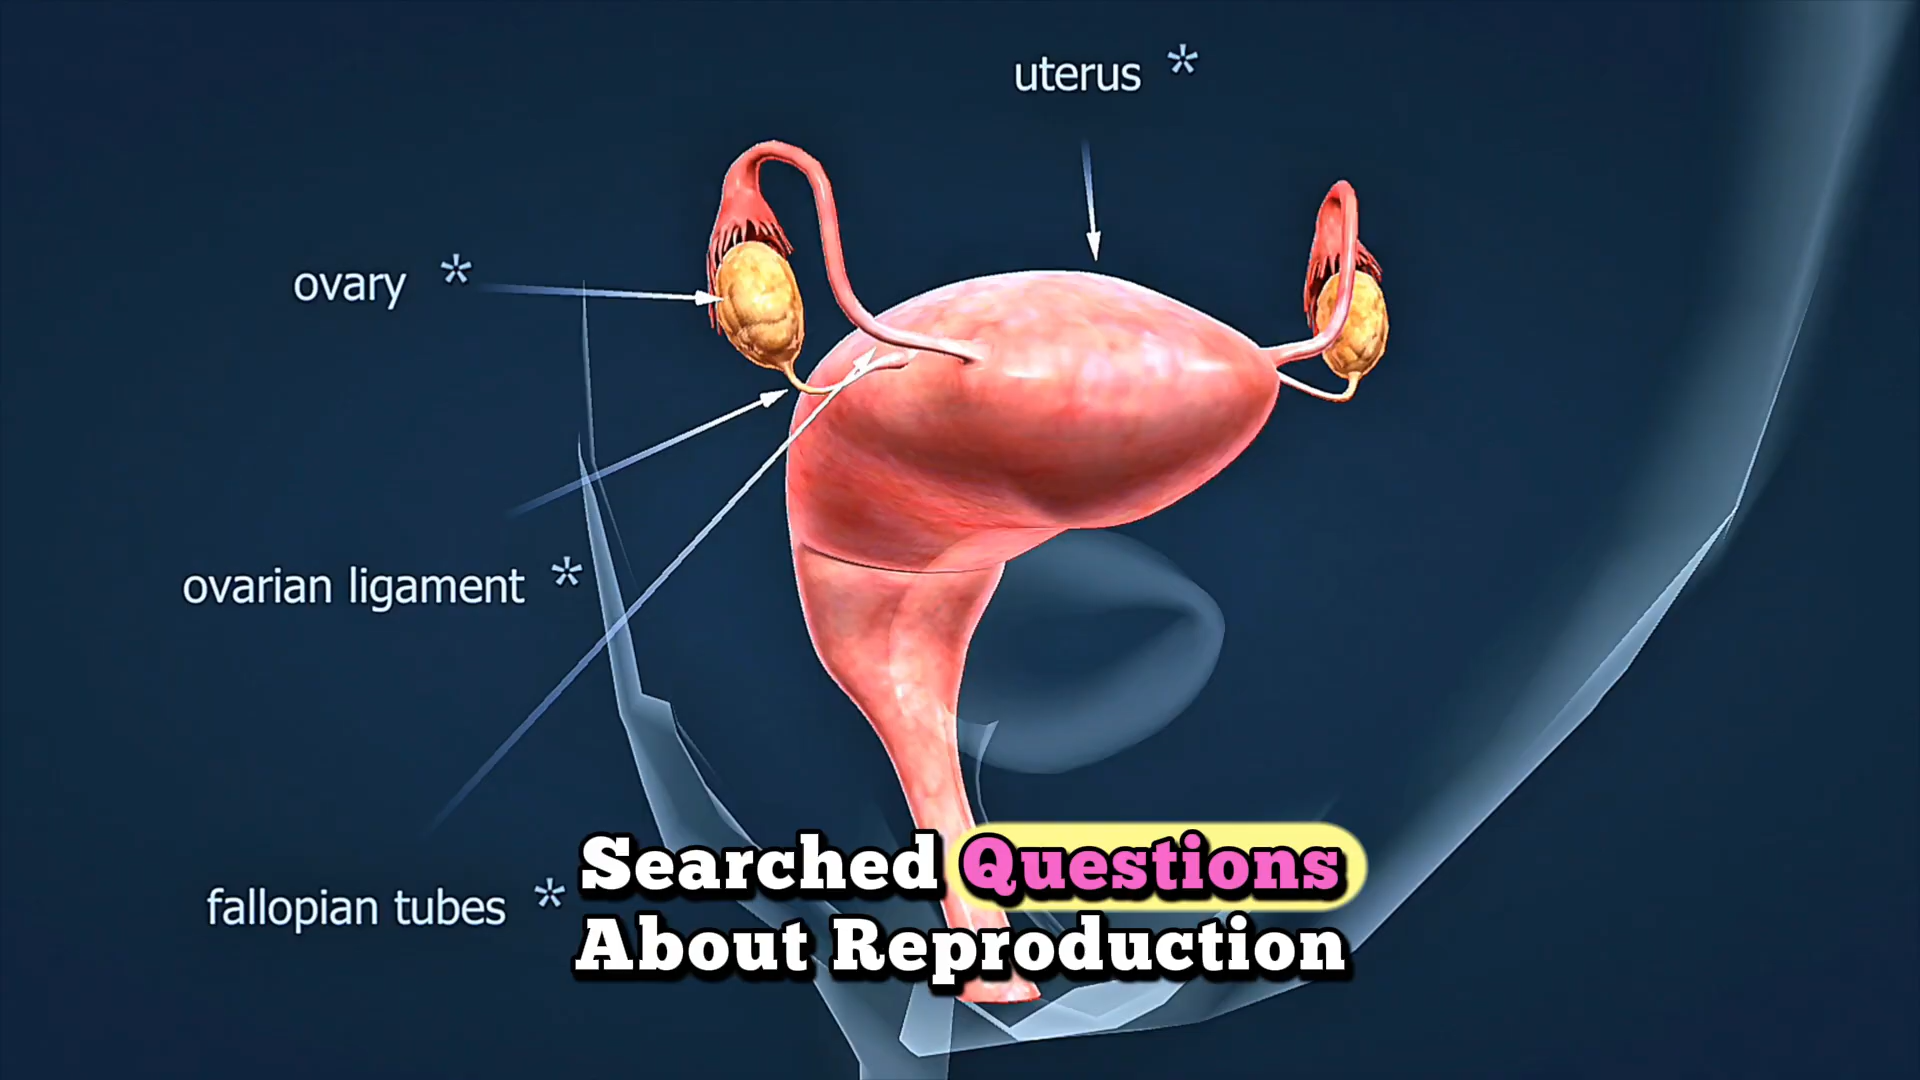 uterus *
ovary *
ovarian ligament *
fallopian tubes *
Searched Questions
About Reproduction